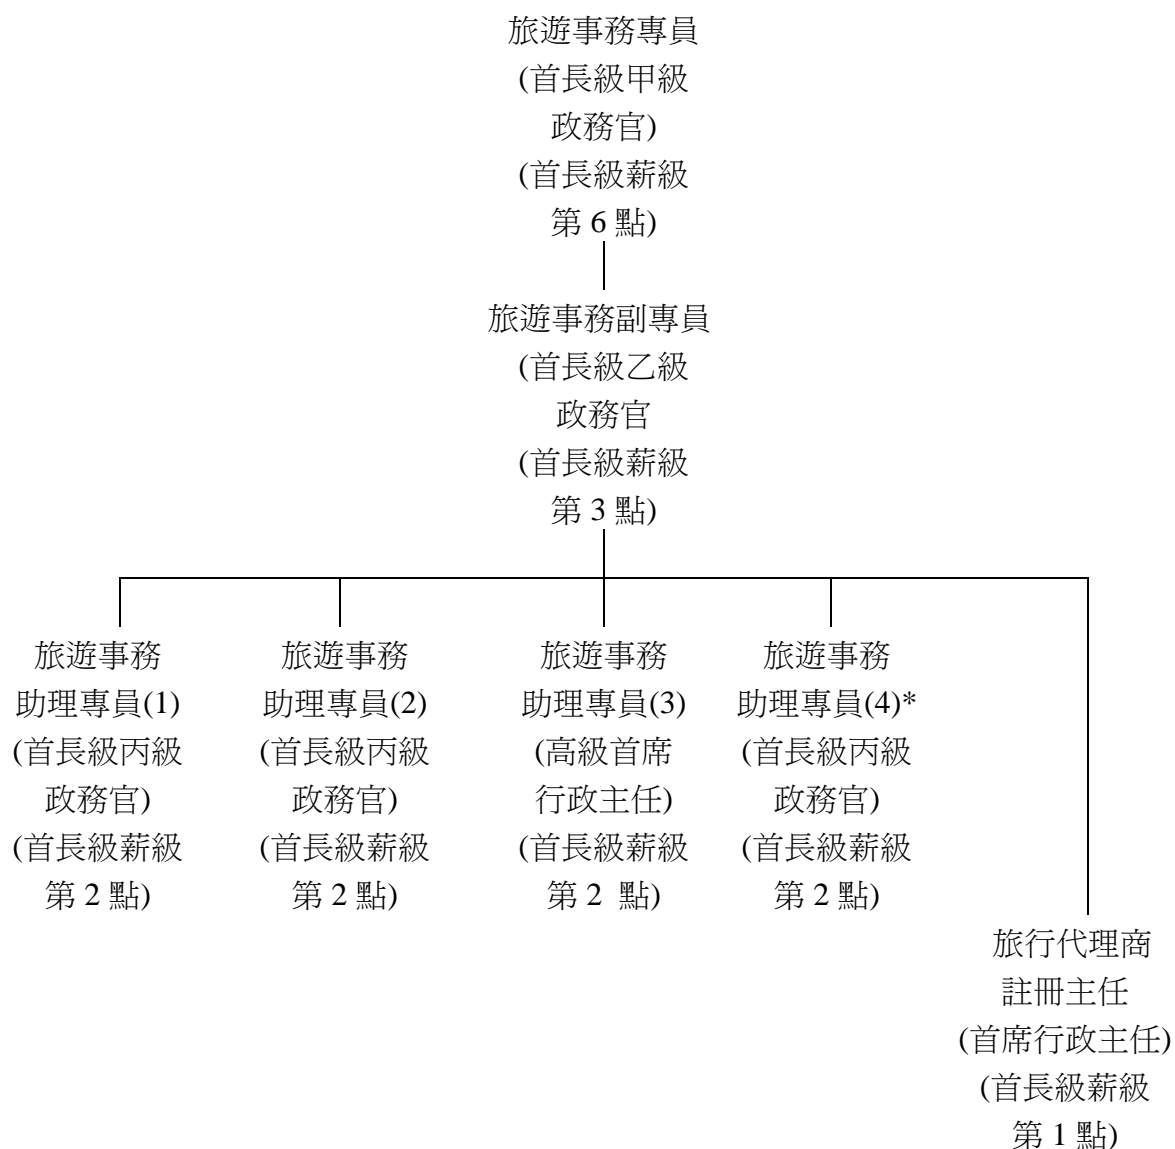 旅遊事務專員
(首長級甲級
政務官)
(首長級薪級
第 6 點)
旅遊事務副專員
(首長級乙級
政務官
(首長級薪級
第 3 點)
旅遊事務
助理專員(1)
(首長級丙級
政務官)
(首長級薪級
第 2 點)
旅遊事務
助理專員(2)
(首長級丙級
政務官)
(首長級薪級
第 2 點)
旅遊事務
助理專員(3)
(高級首席
行政主任)
(首長級薪級
第 2 點)
旅遊事務
助理專員(4)*
(首長級丙級
政務官)
(首長級薪級
第 2 點)
旅行代理商
註冊主任
(首席行政主任)
(首長級薪級
第 1 點)